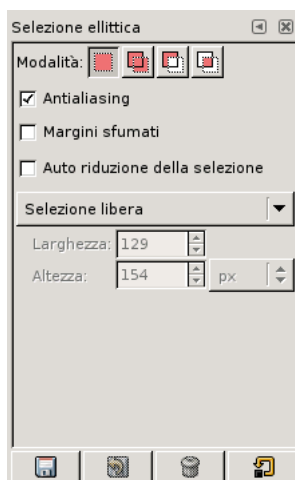 Selezione ellittica
Modalità:
Antialiasing
Margini sfumati
Auto riduzione della selezione
Selezione libera
Larghezza: 129
Altezza: 154 px